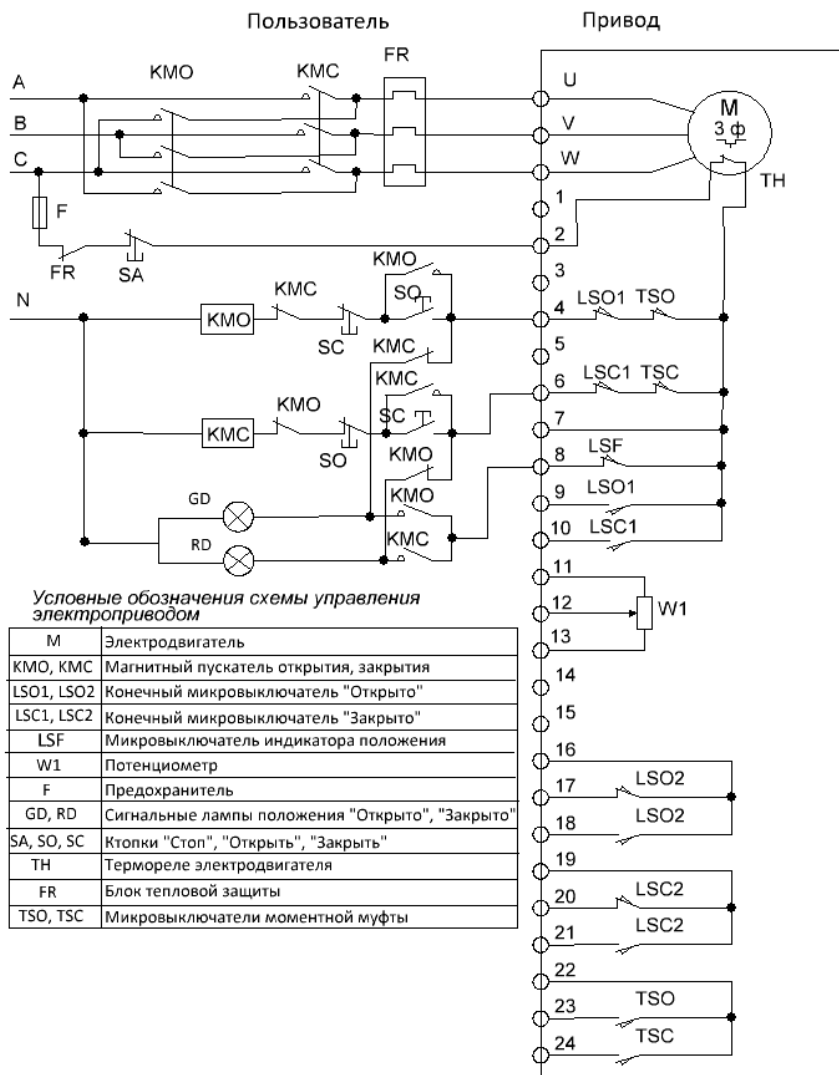 Пользователь
Привод
FR
KMO
KMC
A
B
C
U
V
W
M
3 ф
TH
F
FR
SA
1
2
3
N
KMO
KMC
SC
KMO
SO
KMC
4
LSO1
TSO
5
KMC
KMO
SO
KMC
SC
KMO
6
LSC1
TSC
7
8
LSF
GD
KMO
9
LSO1
RD
KMC
10
LSC1
11
12
W1
13
14
15
16
17
LSO2
18
LSO2
19
20
LSC2
21
LSC2
22
23
TSO
24
TSC
Условные обозначения схемы управления
электроприводом
M Электродвигатель
KMO, KMC Магнитный пускатель открытия, закрытия
LSO1, LSO2 Конечный микровыключатель "Открыто"
LSC1, LSC2 Конечный микровыключатель "Закрыто"
LSF Микровыключатель индикатора положения
W1 Потенциометр
F Предохранитель
GD, RD Сигнальные лампы положения "Открыто", "Закрыто"
SA, SO, SC Ктопки "Стоп", "Открыть", "Закрыть"
TH Термореле электродвигателя
FR Блок тепловой защиты
TSO, TSC Микровыключатели моментной муфты